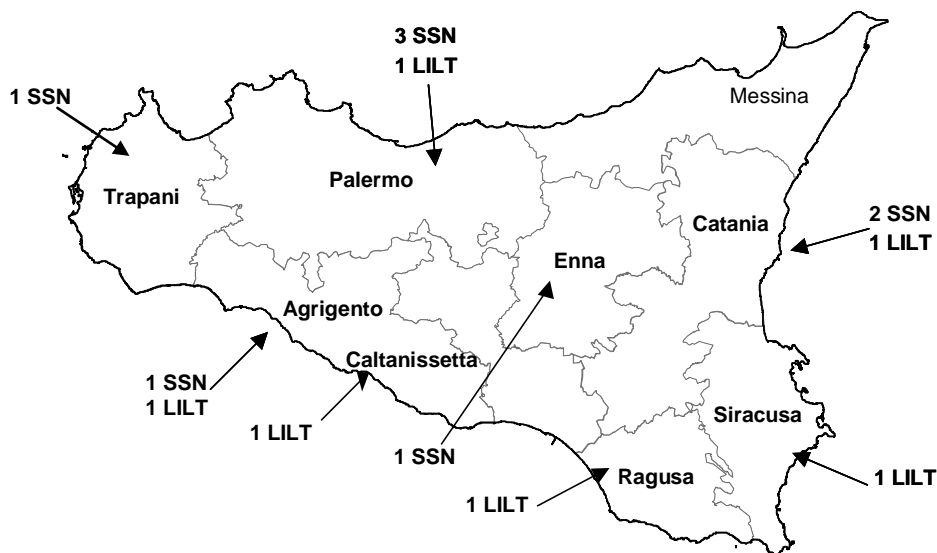 3 SSN
1 LILT
1 SSN
Messina
Trapani
Palermo
Catania
2 SSN
1 LILT
Enna
Agrigento
Caltanissetta
1 SSN
1 LILT
1 LILT
Siracusa
1 SSN
Ragusa
1 LILT
1 LILT